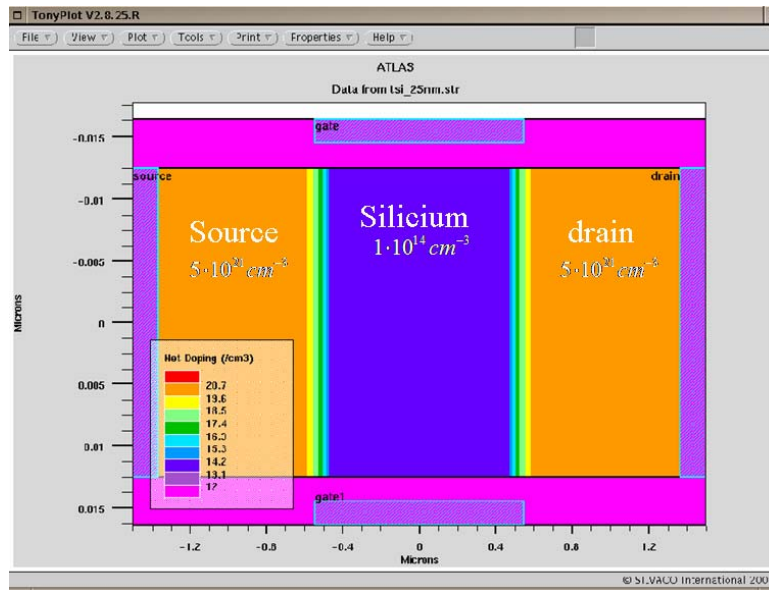 TonyPlot V2.8.25.R
File View Plot Tools Print Properties Help
ATLAS
Data from tsi_25nm.str
gate
source drain
Silicium
1·10¹⁴ cm⁻³
Source drain
5·10²⁰ cm⁻³ 5·10²⁰ cm⁻³
Net Doping (/cm3)
20.7
19.6
18.5
17.4
16.3
15.3
14.2
13.1
12
gate1
-0.015
-0.01
-0.005
0
0.005
0.01
0.015
Microns
-1.2 -0.8 -0.4 0 0.4 0.8 1.2
Microns
© SILVACO International 200